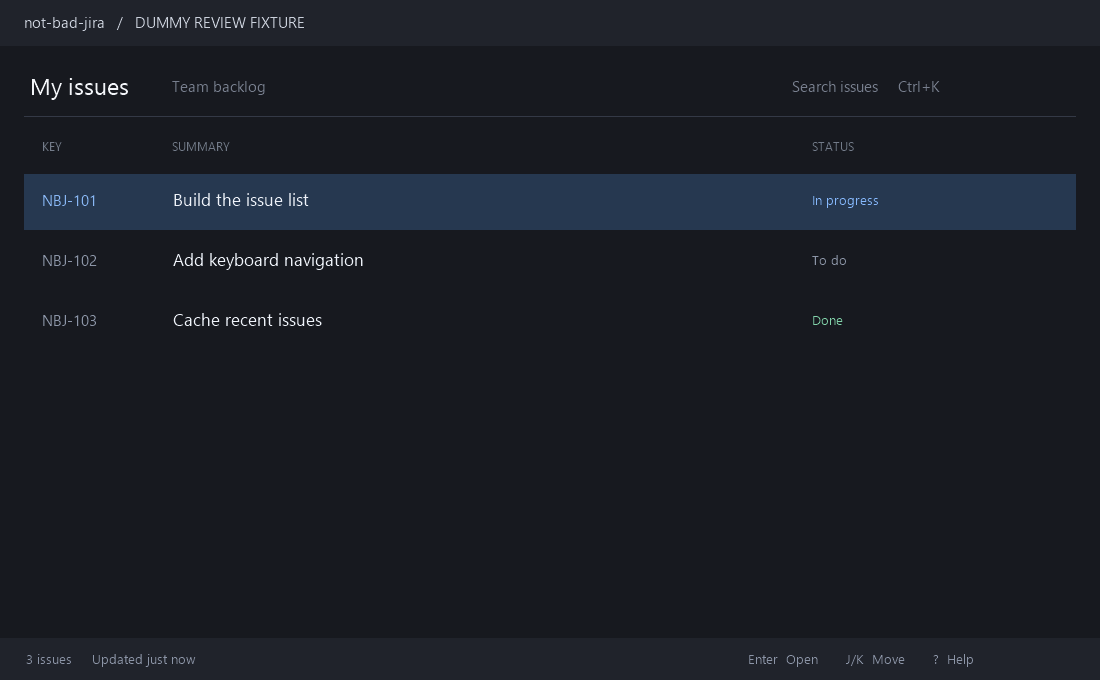 not-bad-jira / DUMMY REVIEW FIXTURE
My issues Team backlog Search issues Ctrl+K
KEY SUMMARY STATUS
NBJ-101 Build the issue list In progress
NBJ-102 Add keyboard navigation To do
NBJ-103 Cache recent issues Done
3 issues Updated just now Enter Open J/K Move ? Help